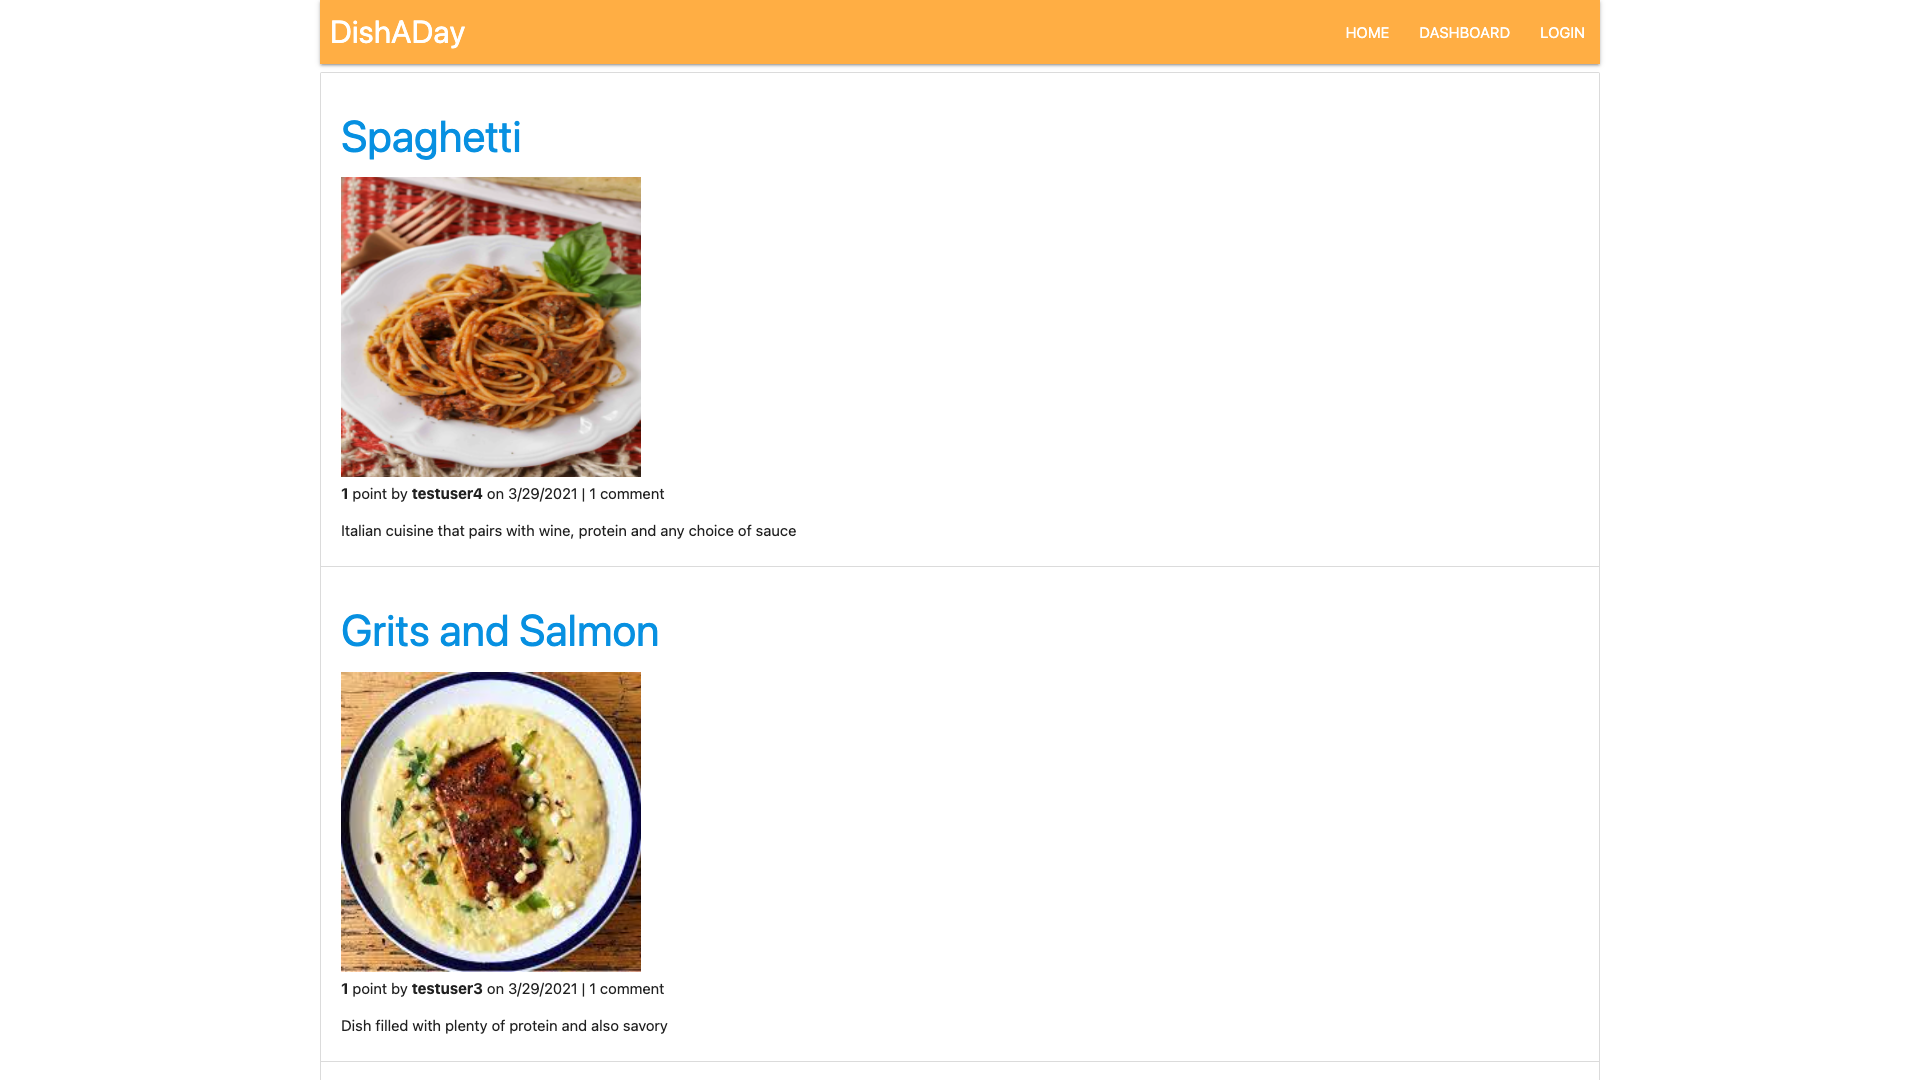 DishADay
HOME DASHBOARD LOGIN
Spaghetti
1 point by testuser4 on 3/29/2021 | 1 comment
Italian cuisine that pairs with wine, protein and any choice of sauce
Grits and Salmon
1 point by testuser3 on 3/29/2021 | 1 comment
Dish filled with plenty of protein and also savory